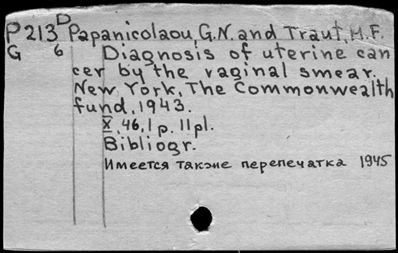 P 213 D Papanicolaou, G.N. and Traut, H.F.
G 6 Diagnosis of uterine can
cer by the vaginal smear.
New York, The Commonwealth
fund, 1943.
X, 46, 1 p. 11 pl.
Bibliogr.
Имеется также перепечатка 1945